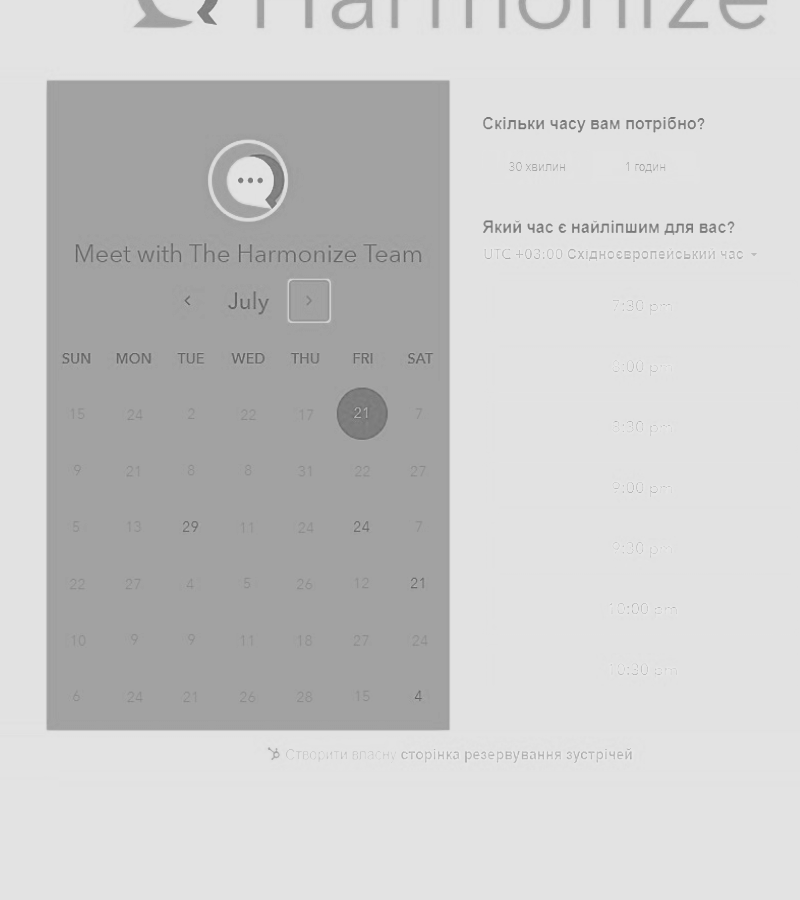 Harmonize
Meet with The Harmonize Team
July
SUN MON TUE WED THU FRI SAT
15 24 2 22 17 21 7
9 21 8 8 31 22 27
5 13 29 11 24 24 7
22 27 4 5 26 12 21
10 9 9 11 18 27 24
6 24 21 26 28 15 4
Скільки часу вам потрібно?
30 хвилин 1 годин
Який час є найліпшим для вас?
UTC +03:00 Східноєвропейський час
7:30 pm
8:00 pm
8:30 pm
9:00 pm
9:30 pm
10:00 pm
10:30 pm
Створити власну сторінка резервування зустрічей